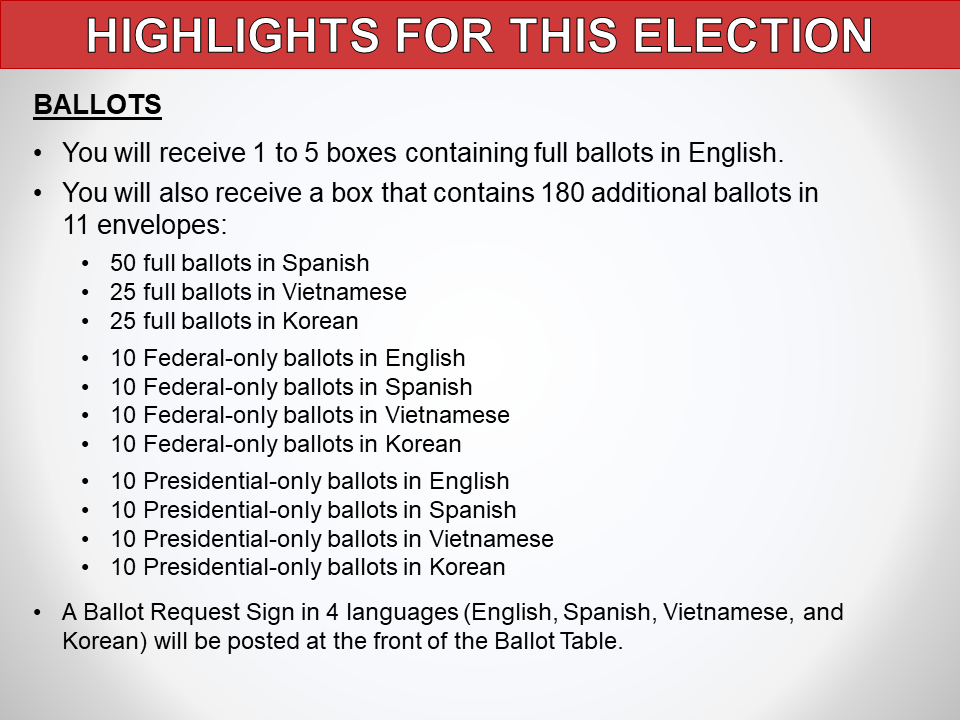 HIGHLIGHTS FOR THIS ELECTION
BALLOTS
• You will receive 1 to 5 boxes containing full ballots in English.
• You will also receive a box that contains 180 additional ballots in
11 envelopes:
• 50 full ballots in Spanish
• 25 full ballots in Vietnamese
• 25 full ballots in Korean
• 10 Federal-only ballots in English
• 10 Federal-only ballots in Spanish
• 10 Federal-only ballots in Vietnamese
• 10 Federal-only ballots in Korean
• 10 Presidential-only ballots in English
• 10 Presidential-only ballots in Spanish
• 10 Presidential-only ballots in Vietnamese
• 10 Presidential-only ballots in Korean
• A Ballot Request Sign in 4 languages (English, Spanish, Vietnamese, and
Korean) will be posted at the front of the Ballot Table.